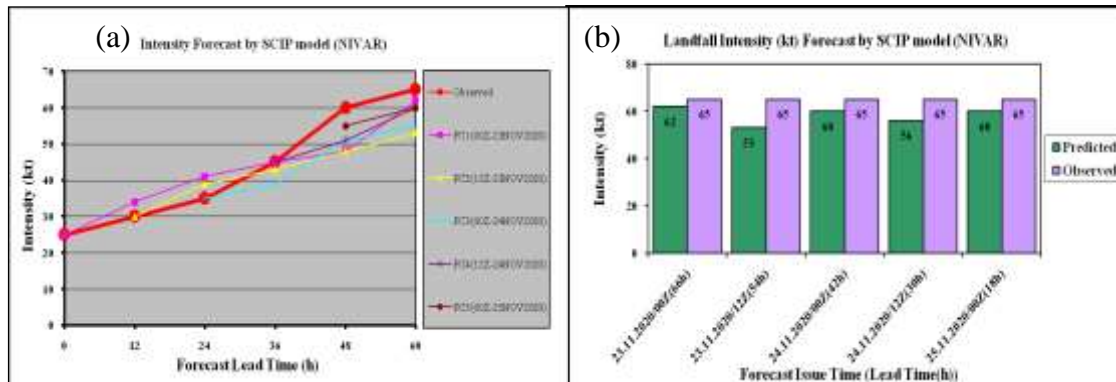 (a)
Intensity Forecast by SCIP model (NIVAR)
Intensity (kt)
70
60
50
40
30
20
10
0
0 12 24 36 48 60
Forecast Lead Time (h)
Observed
(b)
Landfall Intensity (kt) Forecast by SCIP model (NIVAR)
Intensity (kt)
80
60
40
20
0
62 65 53 65 60 65 56 65 60 65
Predicted
Observed
23.11.2020/00Z(66h)
23.11.2020/12Z(54h)
24.11.2020/00Z(42h)
24.11.2020/12Z(30h)
25.11.2020/00Z(18h)
Forecast Issue Time (Lead Time(h))